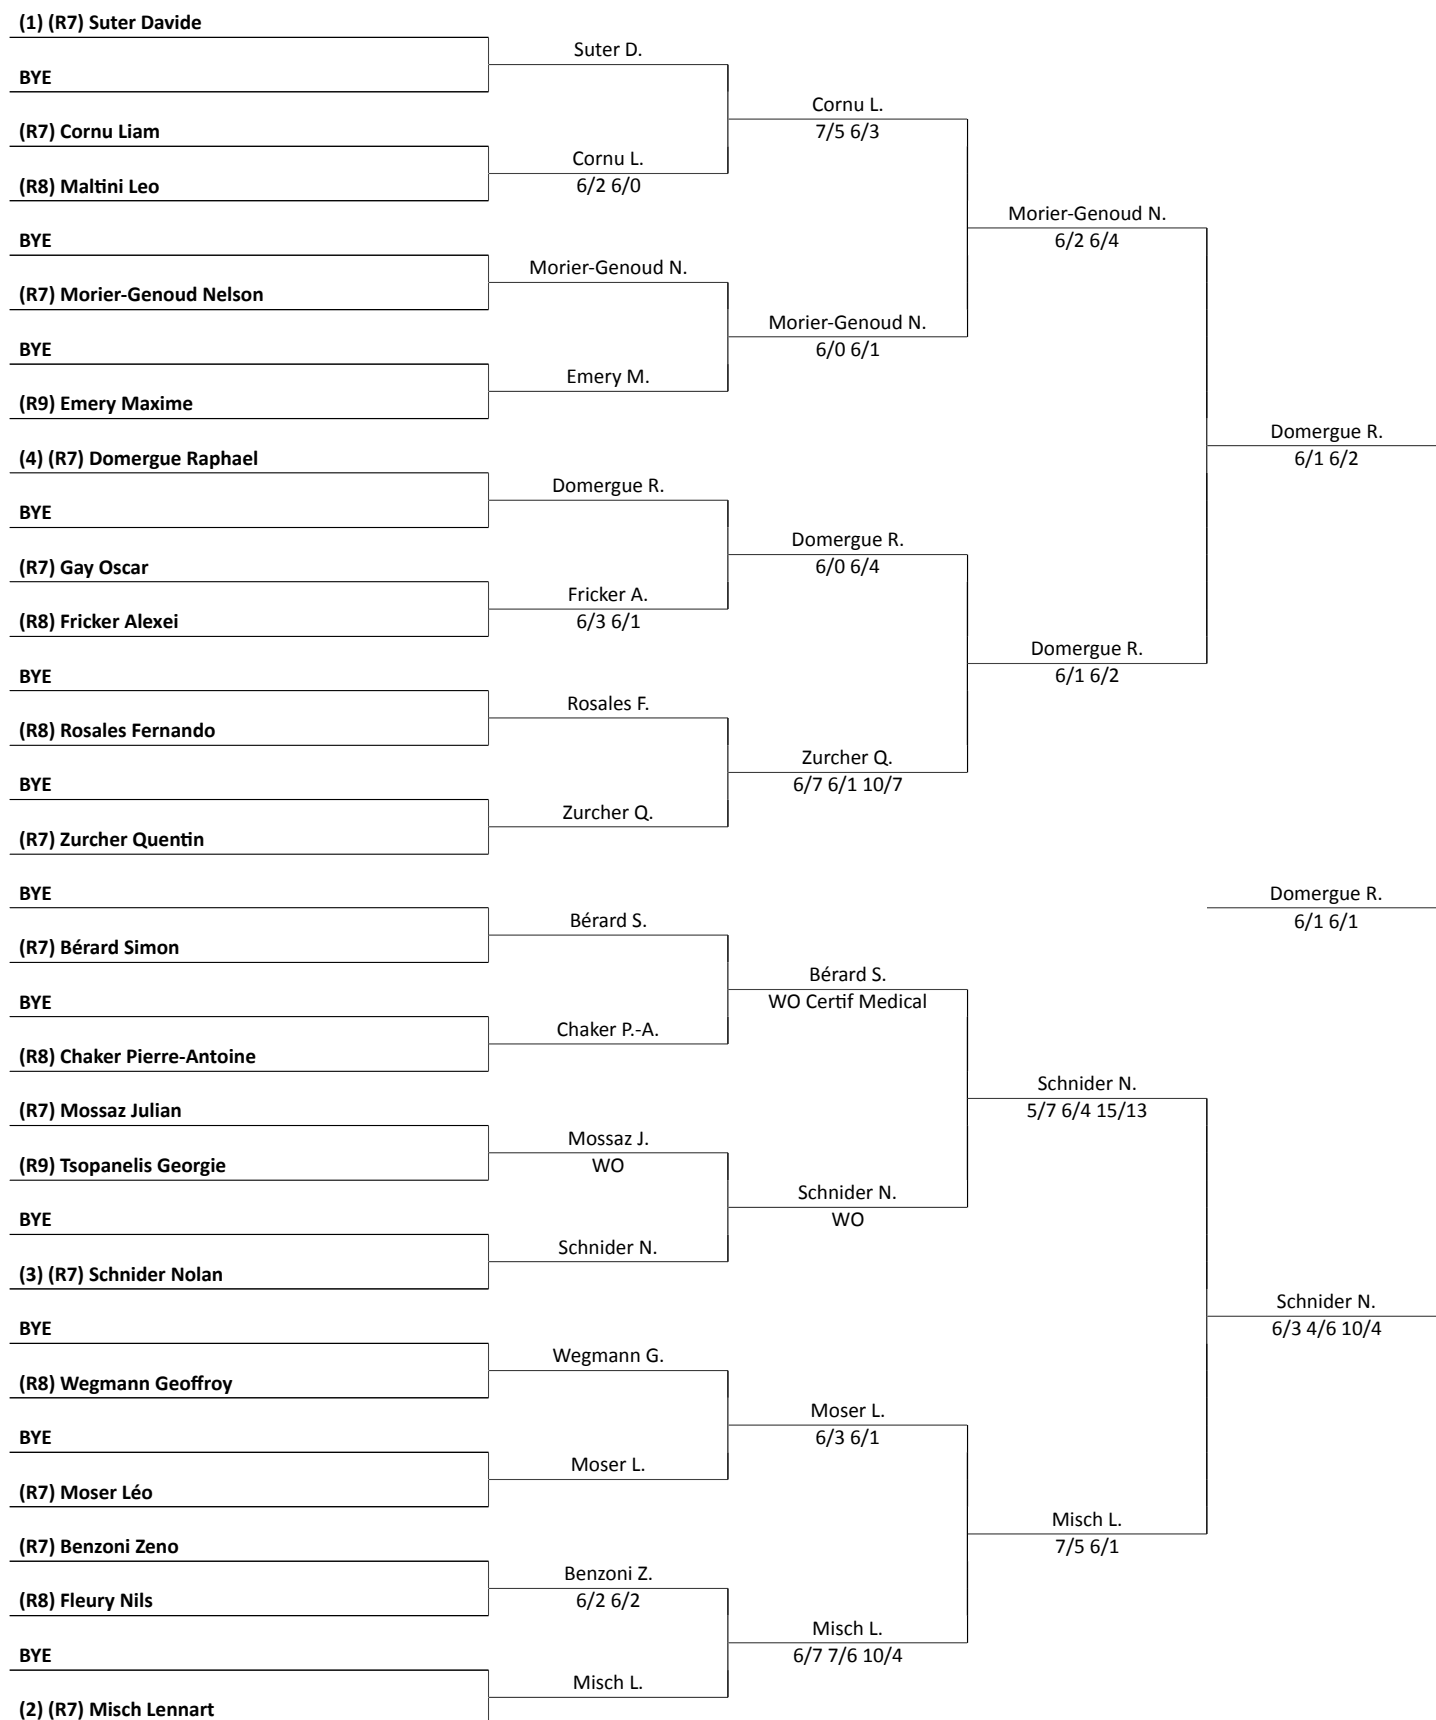 (1) (R7) Suter Davide
BYE
(R7) Cornu Liam
(R8) Maltini Leo
BYE
(R7) Morier-Genoud Nelson
BYE
(R9) Emery Maxime
(4) (R7) Domergue Raphael
BYE
(R7) Gay Oscar
(R8) Fricker Alexei
BYE
(R8) Rosales Fernando
BYE
(R7) Zurcher Quentin
BYE
(R7) Bérard Simon
BYE
(R8) Chaker Pierre-Antoine
(R7) Mossaz Julian
(R9) Tsopanelis Georgie
BYE
(3) (R7) Schnider Nolan
BYE
(R8) Wegmann Geoffroy
BYE
(R7) Moser Léo
(R7) Benzoni Zeno
(R8) Fleury Nils
BYE
(2) (R7) Misch Lennart
Suter D.
Cornu L.
6/2 6/0
Morier-Genoud N.
Emery M.
Domergue R.
Fricker A.
6/3 6/1
Rosales F.
Zurcher Q.
Bérard S.
Chaker P.-A.
Mossaz J.
WO
Schnider N.
Wegmann G.
Moser L.
Benzoni Z.
6/2 6/2
Misch L.
Cornu L.
7/5 6/3
Morier-Genoud N.
6/0 6/1
Domergue R.
6/0 6/4
Zurcher Q.
6/7 6/1 10/7
Bérard S.
WO Certif Medical
Schnider N.
WO
Moser L.
6/3 6/1
Misch L.
6/7 7/6 10/4
Morier-Genoud N.
6/2 6/4
Domergue R.
6/1 6/2
Schnider N.
5/7 6/4 15/13
Misch L.
7/5 6/1
Domergue R.
6/1 6/2
Domergue R.
6/1 6/1
Schnider N.
6/3 4/6 10/4